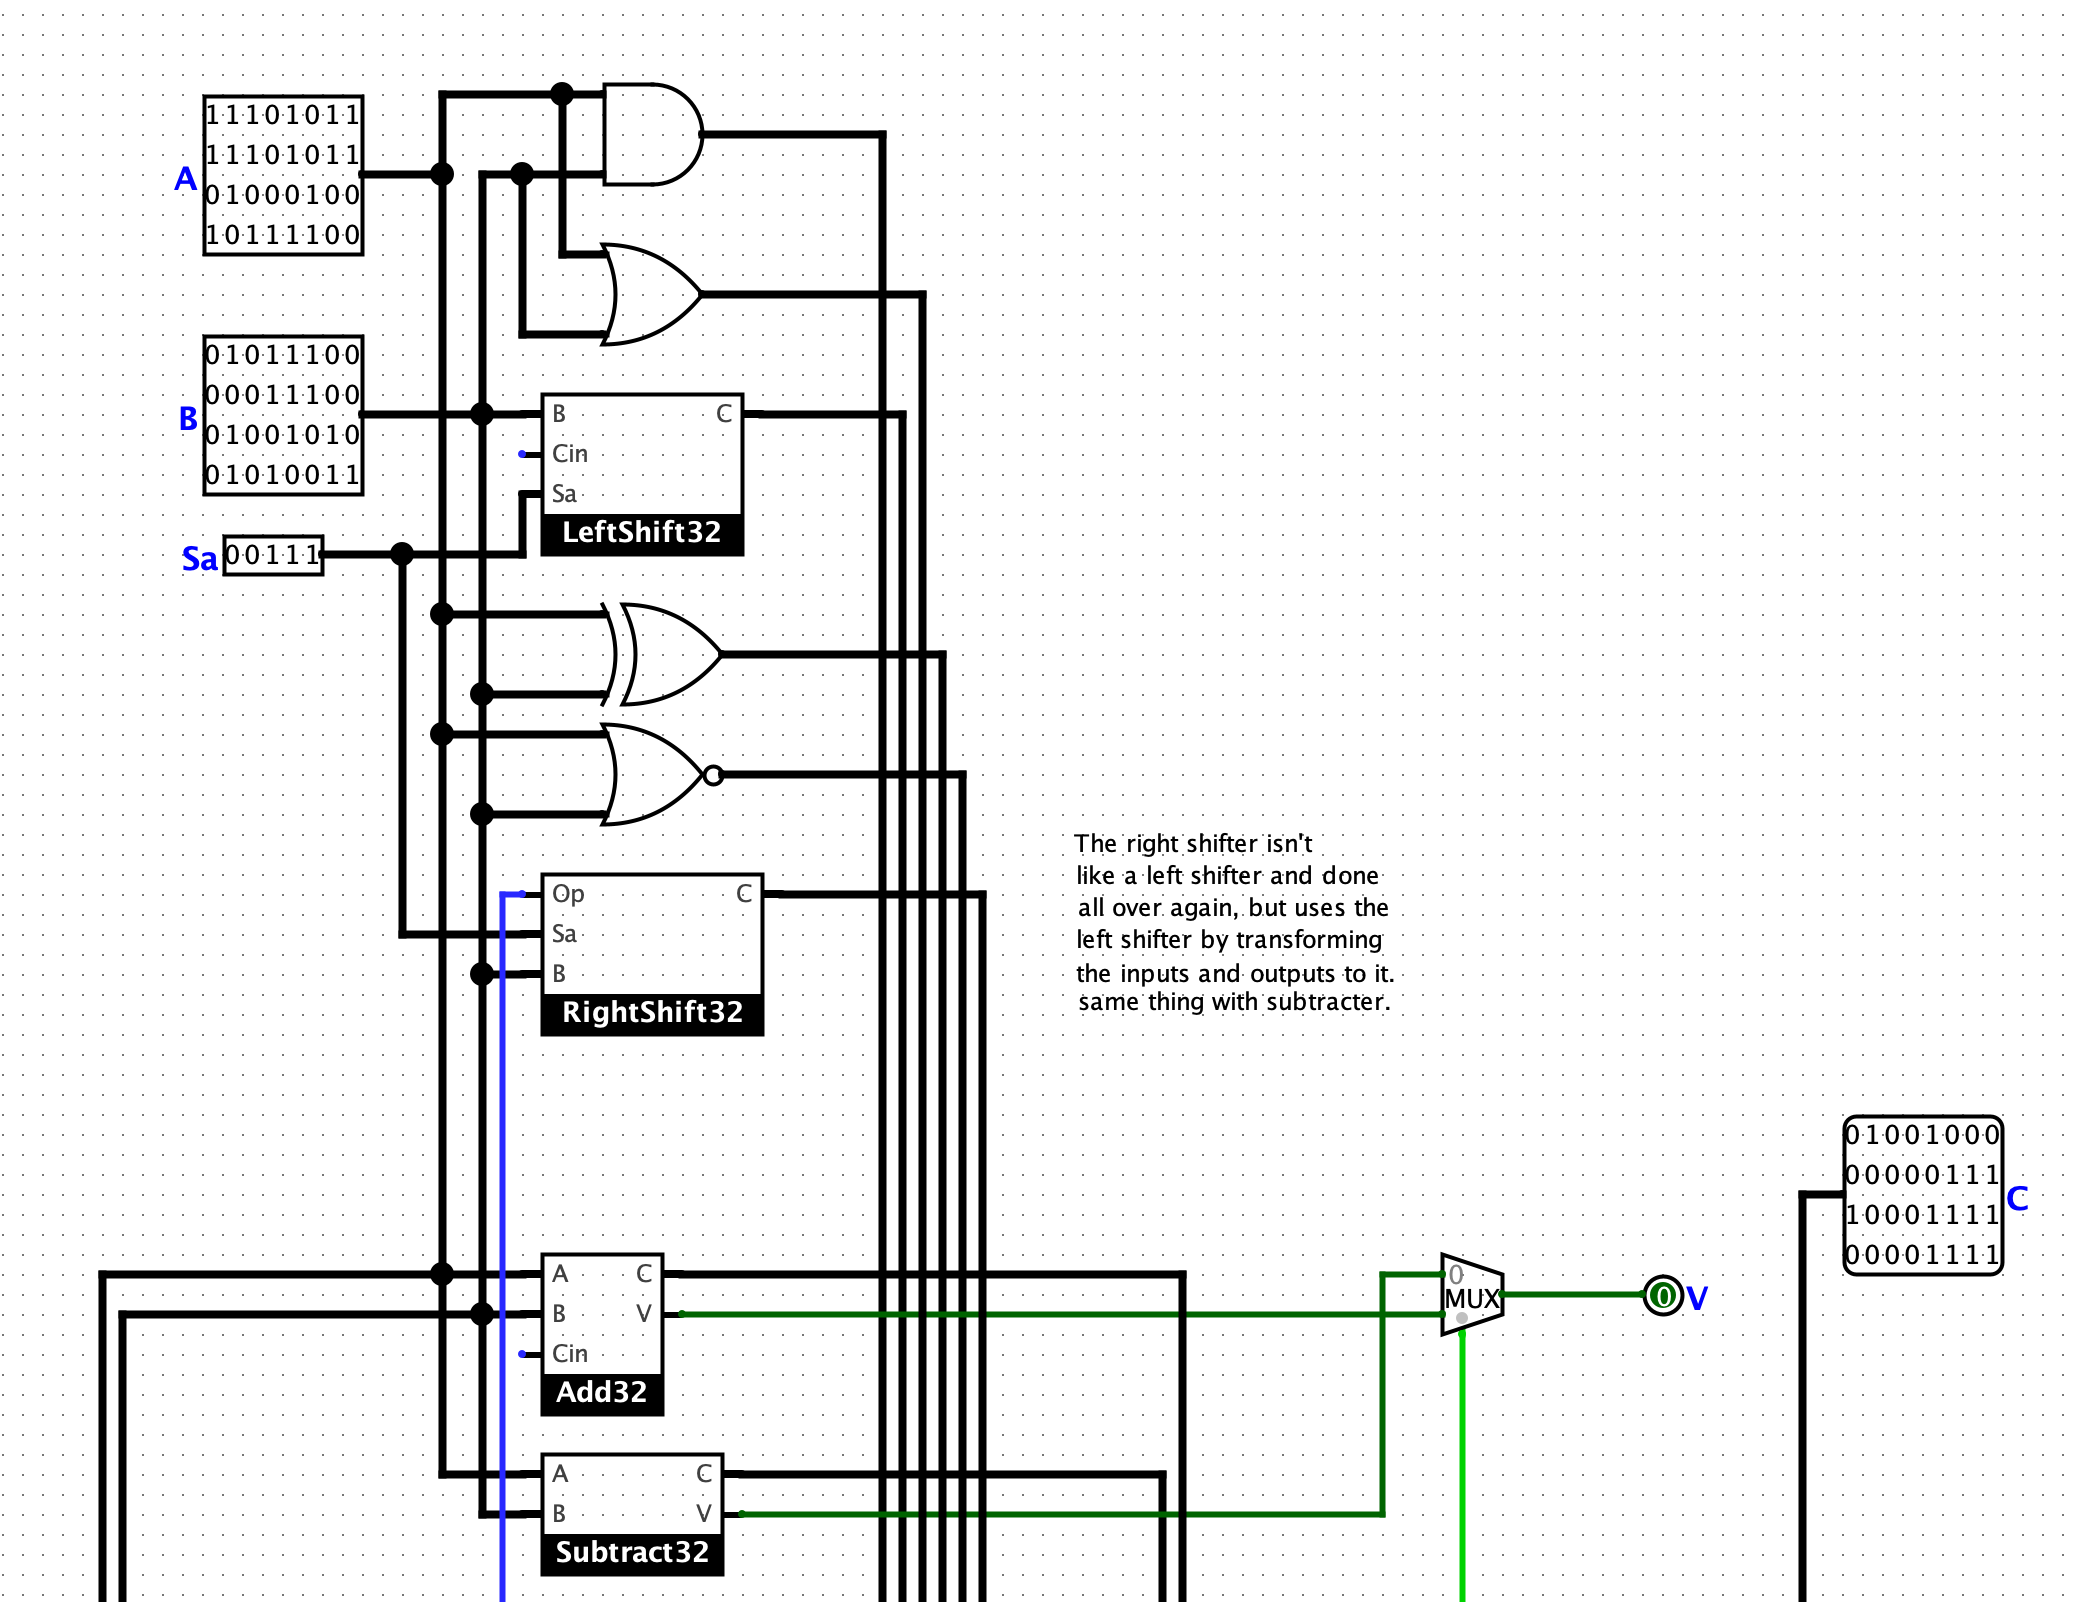 11101011
11101011
A
01000100
10111100
01011100
00011100
B
01001010
01010011
B C
Cin
Sa
LeftShift32
Sa 00111
Op C
Sa
B
RightShift32
The right shifter isn't
like a left shifter and done
all over again, but uses the
left shifter by transforming
the inputs and outputs to it.
same thing with subtracter.
01001000
00000111
C
10001111
00001111
A C
B V
Cin
Add32
0
MUX
0 V
A C
B V
Subtract32